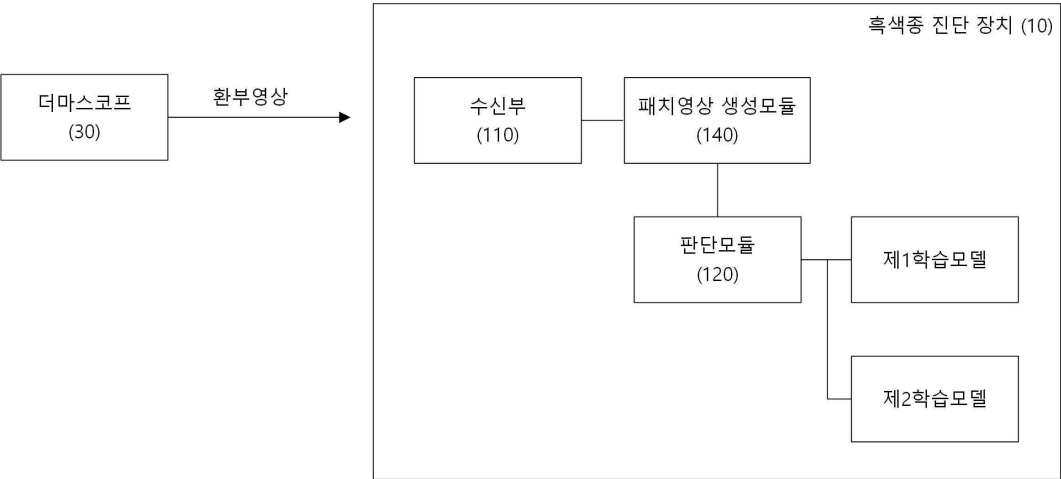 흑색종 진단 장치 (10)
더마스코프
(30)
환부영상
수신부
(110)
패치영상 생성모듈
(140)
판단모듈
(120)
제1학습모델
제2학습모델